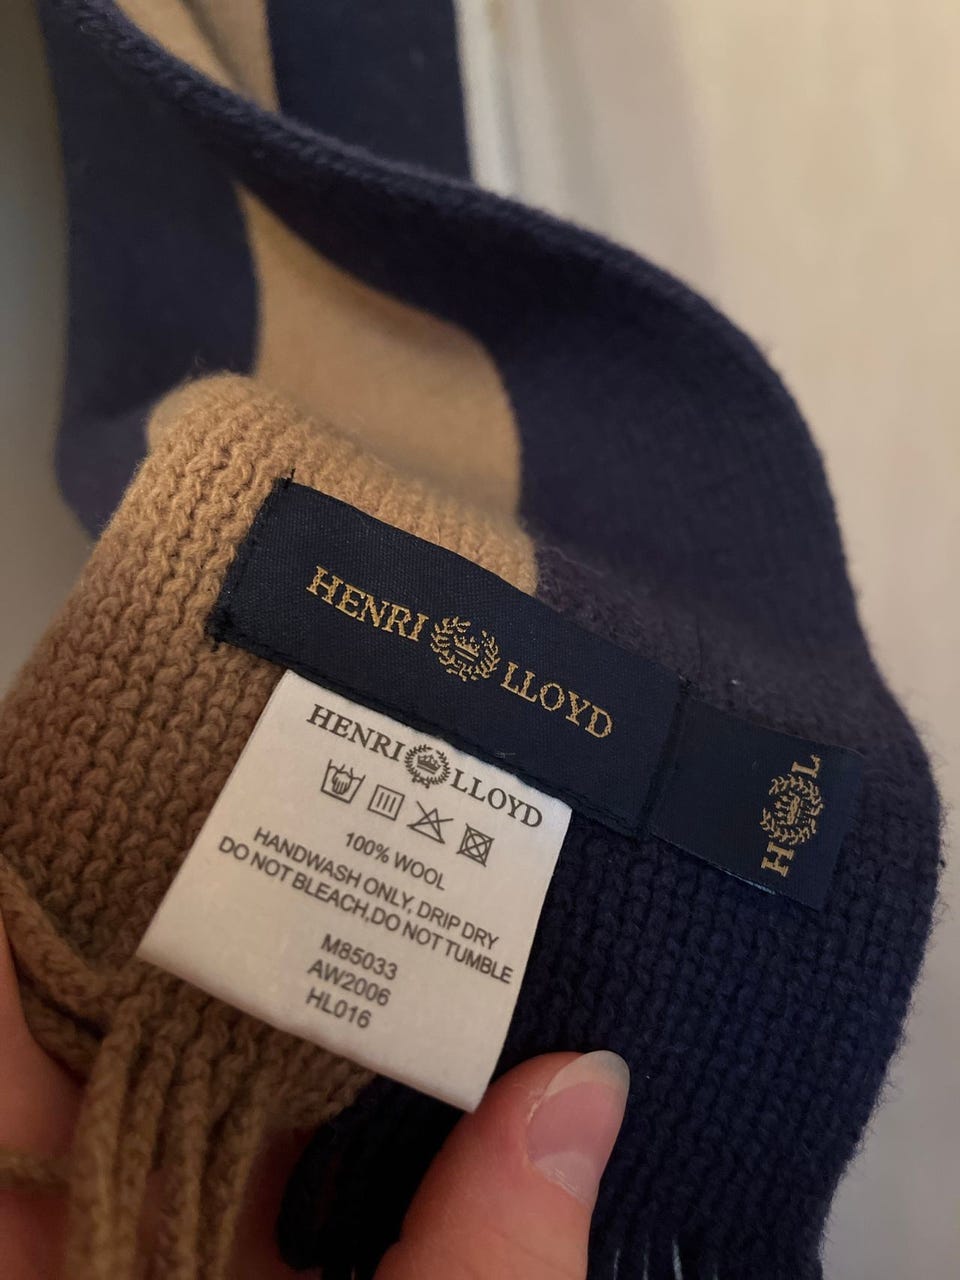 HENRI LLOYD
H L
HENRI LLOYD
100% WOOL
HANDWASH ONLY, DRIP DRY
DO NOT BLEACH,DO NOT TUMBLE
M85033
AW2006
HL016